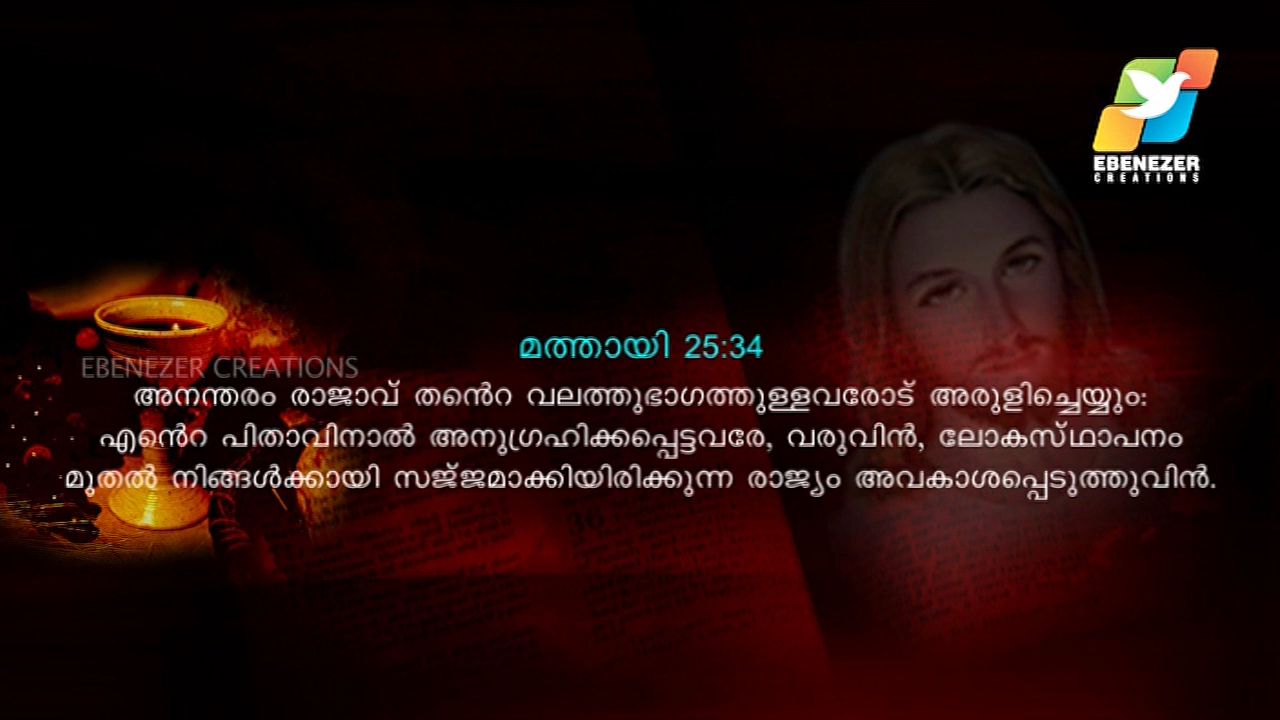 EBENEZER
CREATIONS
മത്തായി 25:34
EBENEZER CREATIONS
അനന്തരം രാജാവ് തൻെറ വലത്തുഭാഗത്തുള്ളവരോട് അരുളിച്ചെയ്യും:
എൻെറ പിതാവിനാൽ അനുഗ്രഹിക്കപ്പെട്ടവരേ, വരുവിൻ, ലോകസ്ഥാപനം
മുതൽ നിങ്ങൾക്കായി സജ്ജമാക്കിയിരിക്കുന്ന രാജ്യം അവകാശപ്പെടുത്തുവിൻ.
36